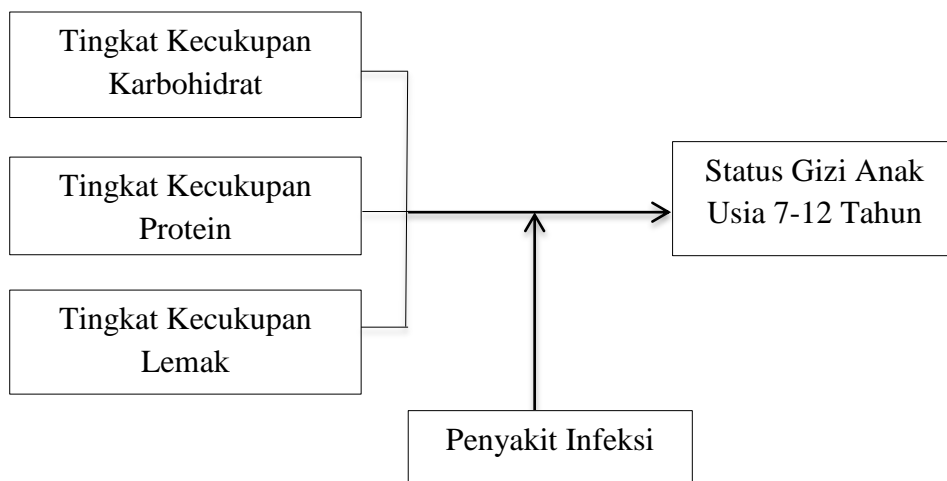 Tingkat Kecukupan
Karbohidrat
Tingkat Kecukupan
Protein
Tingkat Kecukupan
Lemak
Status Gizi Anak
Usia 7-12 Tahun
Penyakit Infeksi